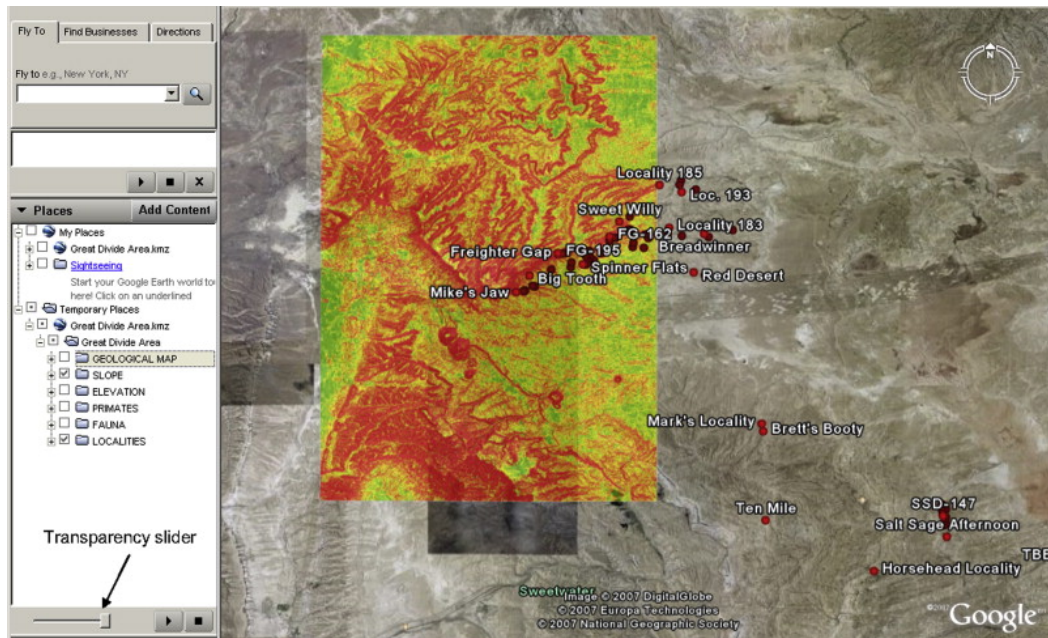 Fly To
Find Businesses
Directions
Fly to e.g., New York, NY
X
Places
Add Content
My Places
Great Divide Area.kmz
Sightseeing
Start your Google Earth world to
here! Click on an underlined
Temporary Places
Great Divide Area.kmz
Great Divide Area
GEOLOGICAL MAP
SLOPE
ELEVATION
PRIMATES
FAUNA
LOCALITIES
Transparency slider
N
Locality 185
Loc. 193
Sweet Willy
Locality 183
FG-162
Breadwinner
Freighter Gap
FG-195
Spinner Flats
Red Desert
Big Tooth
Mike's Jaw
Mark's Locality
Brett's Booty
Ten Mile
SSD-147
Salt Sage Afternoon
TBE
Horsehead Locality
Sweetwater
Image © 2007 DigitalGlobe
© 2007 Europa Technologies
© 2007 National Geographic Society
©2007 Google